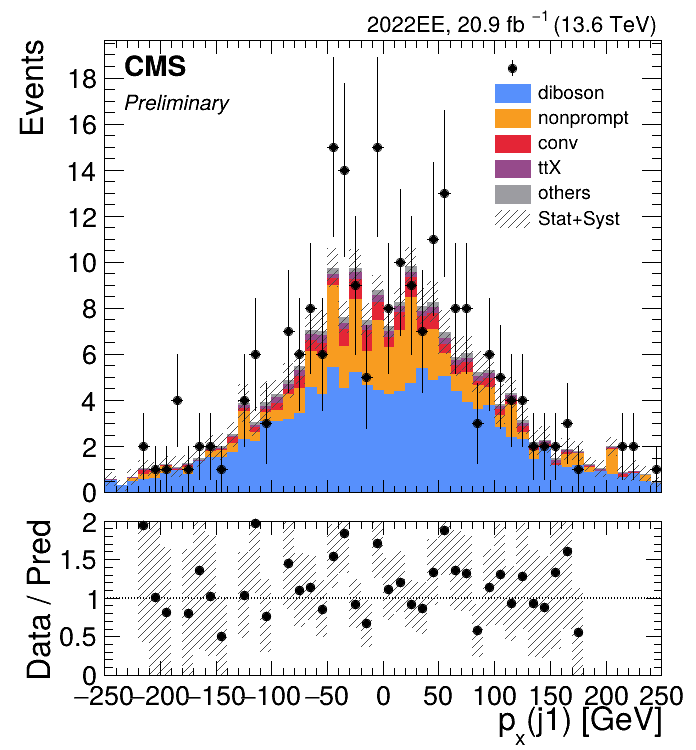 2022EE, 20.9 fb⁻¹ (13.6 TeV)
Events
CMS
Preliminary
diboson
nonprompt
conv
ttX
others
Stat+Syst
18
16
14
12
10
8
6
4
2
0
Data / Pred
2
1.5
1
0.5
0
−250 −200 −150 −100 −50 0 50 100 150 200 250
pₓ(j1) [GeV]